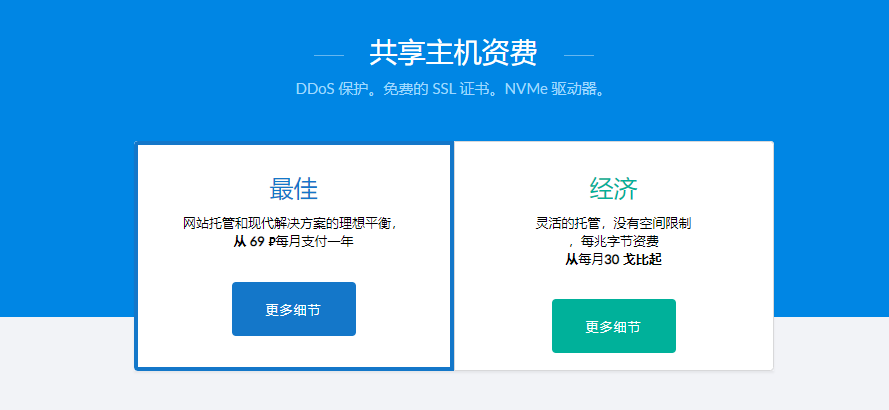 共享主机资费
DDoS 保护。免费的 SSL 证书。NVMe 驱动器。
最佳
网站托管和现代解决方案的理想平衡，
从 69 ₽每月支付一年
更多细节
经济
灵活的托管，没有空间限制
，每兆字节资费
从每月30 戈比起
更多细节